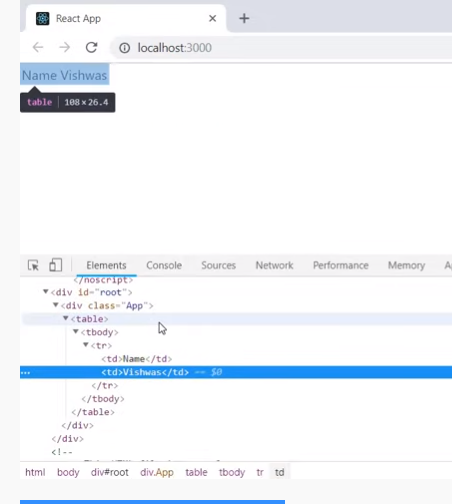 React App
localhost:3000
Name Vishwas
table 108 × 26.4
Elements Console Sources Network Performance Memory
</noscript>
▼<div id="root">
▼<div class="App">
▼<table>
▼<tbody>
▼<tr>
<td>Name</td>
…<td>Vishwas</td> == $0
</tr>
</tbody>
</table>
</div>
</div>
<!--
html body div#root div.App table tbody tr td